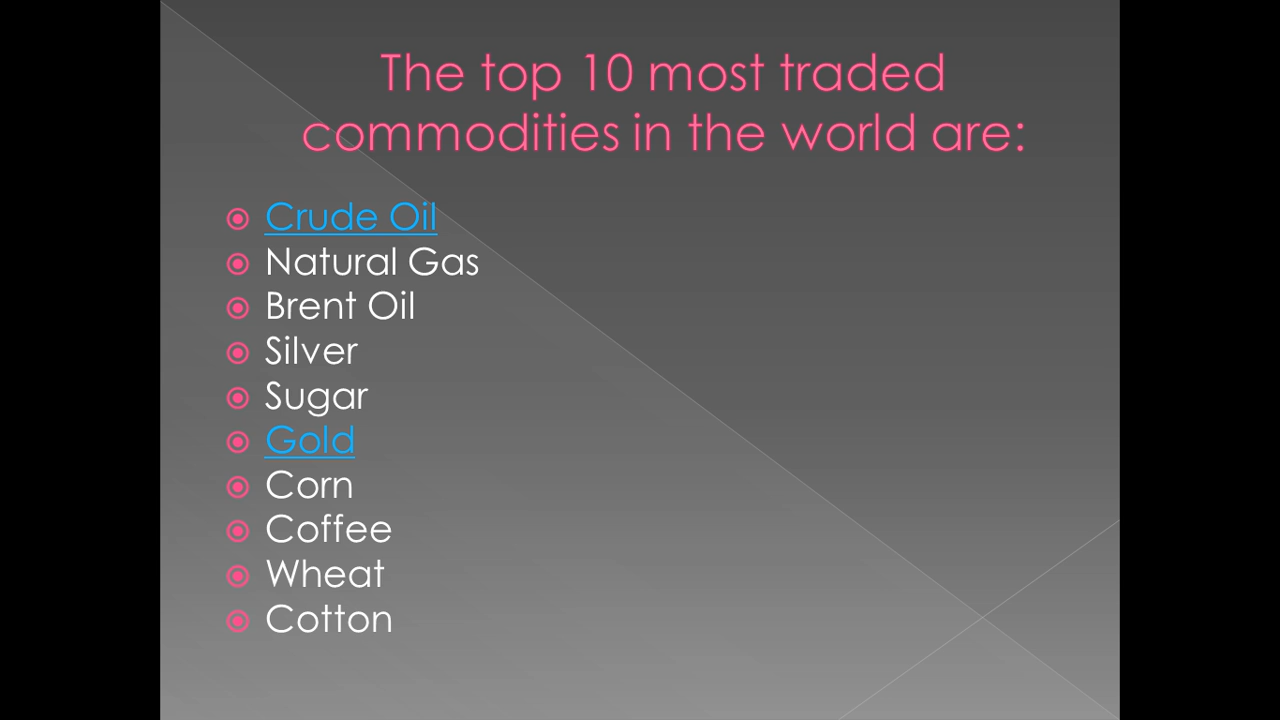 The top 10 most traded
commodities in the world are:
Crude Oil
Natural Gas
Brent Oil
Silver
Sugar
Gold
Corn
Coffee
Wheat
Cotton